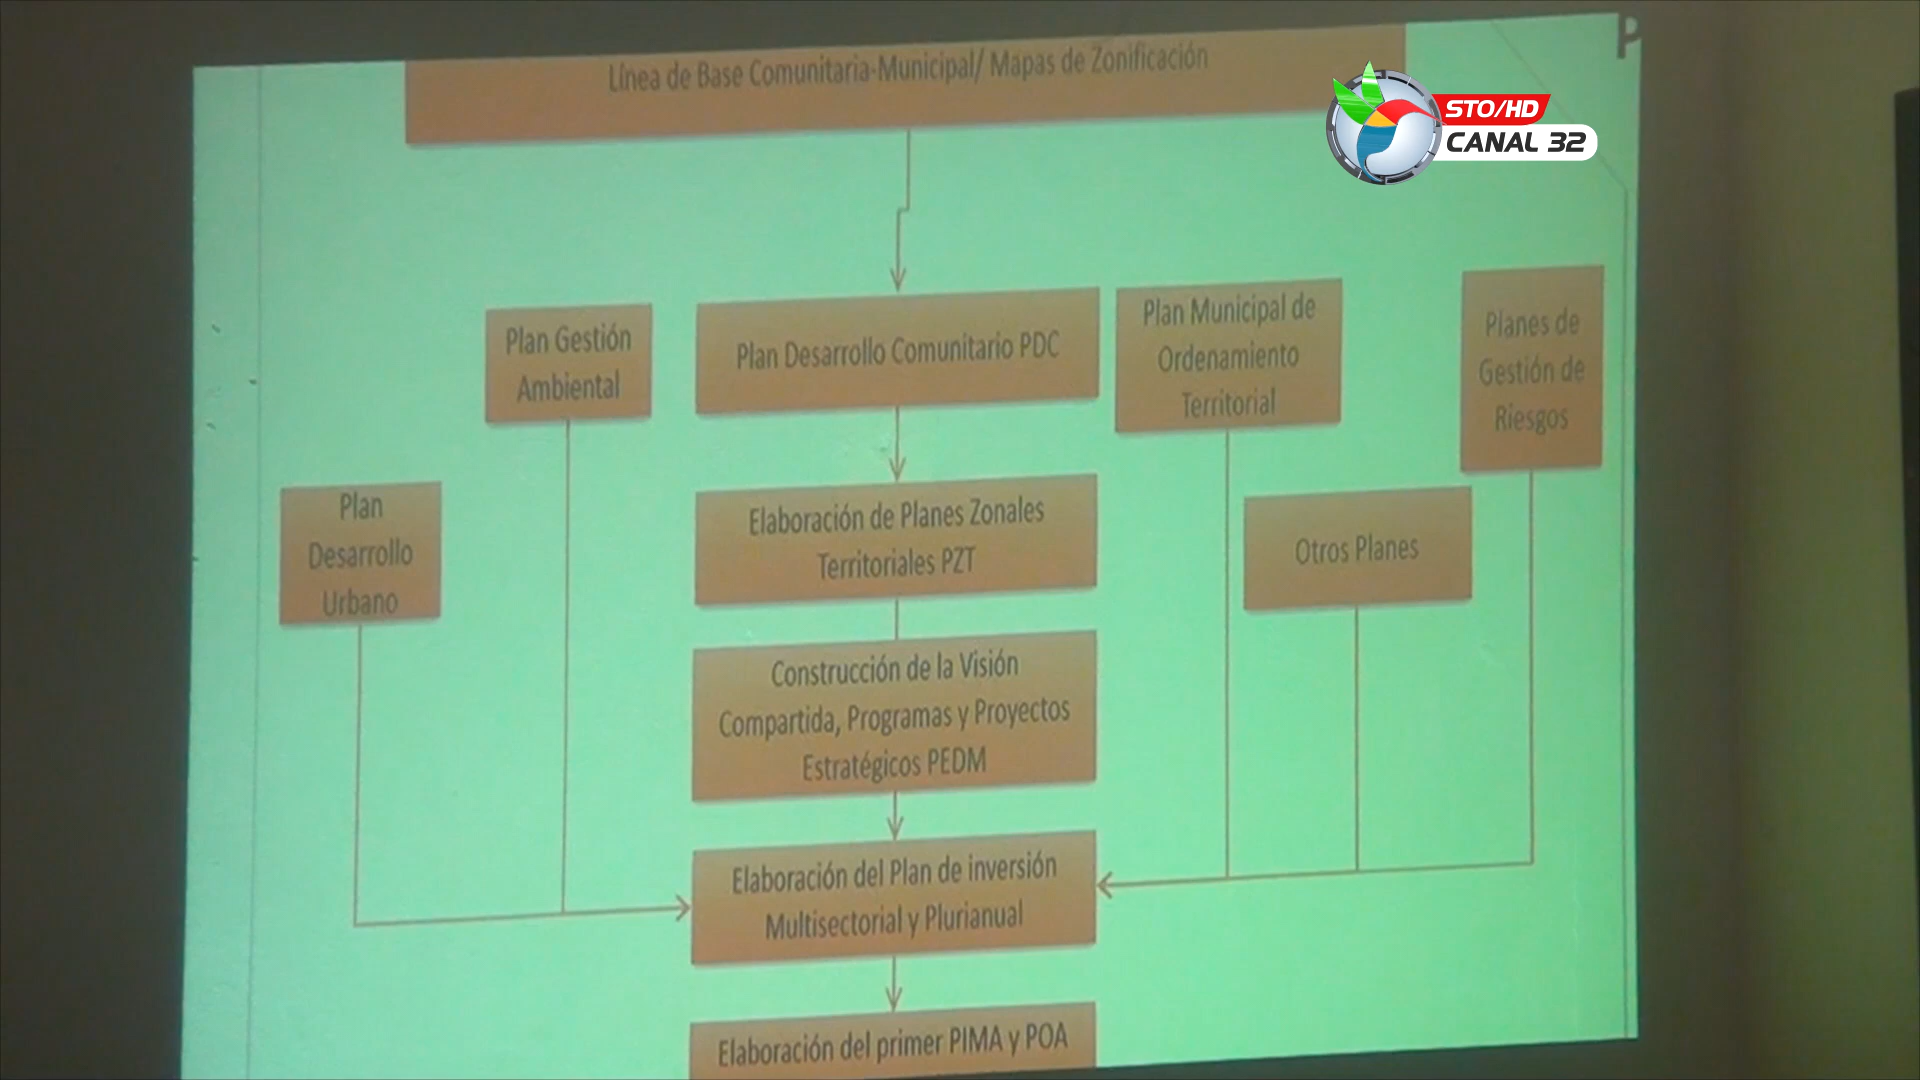 P
Línea de Base Comunitaria-Municipal/ Mapas de Zonificación
STO/HD
CANAL 32
Plan Gestión
Ambiental
Plan Desarrollo Comunitario PDC
Plan Municipal de
Ordenamiento
Territorial
Planes de
Gestión de
Riesgos
Plan
Desarrollo
Urbano
Elaboración de Planes Zonales
Territoriales PZT
Otros Planes
Construcción de la Visión
Compartida, Programas y Proyectos
Estratégicos PEDM
Elaboración del Plan de inversión
Multisectorial y Plurianual
Elaboración del primer PIMA y POA